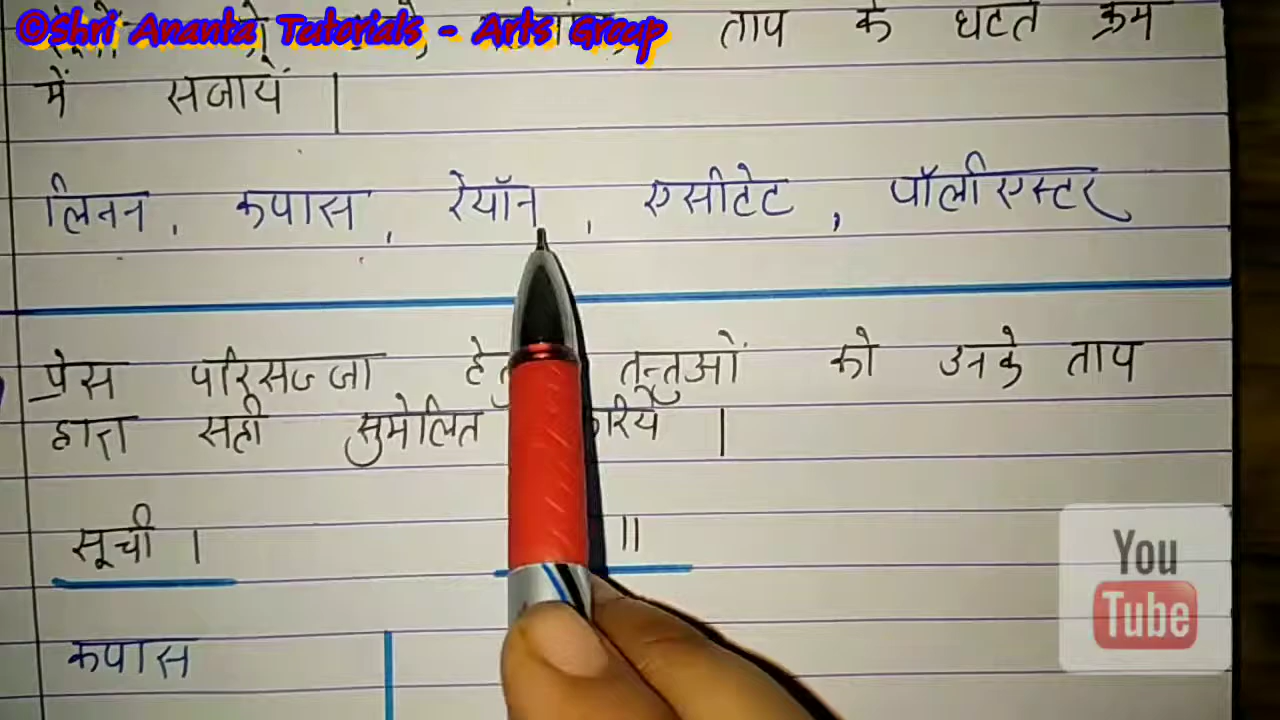 ©Shri Ananta Tutorials - Arts Group
ताप के घटते क्रम
में सजायें |
लिनन, कपास, रेयॉन, एसीटेट, पॉलीएस्टर
प्रेस परिसज्जा हेतु तन्तुओं को उनके ताप
द्वारा सही सुमेलित करिये |
सूची । ॥
कपास
You
Tube